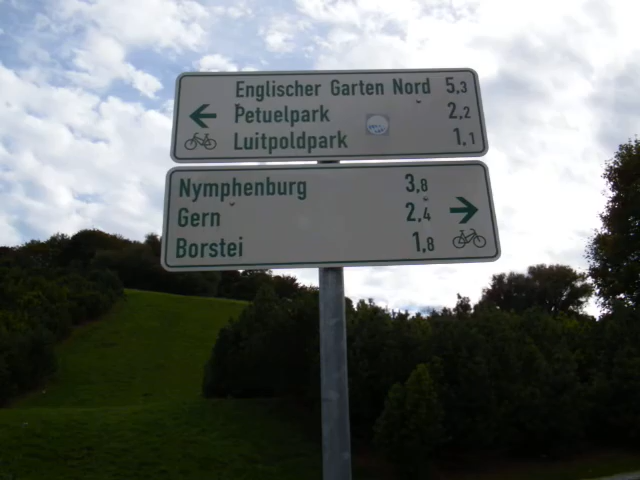 Englischer Garten Nord 5,3
Petuelpark 2,2
Luitpoldpark 1,1
Nymphenburg 3,8
Gern 2,4
Borstei 1,8